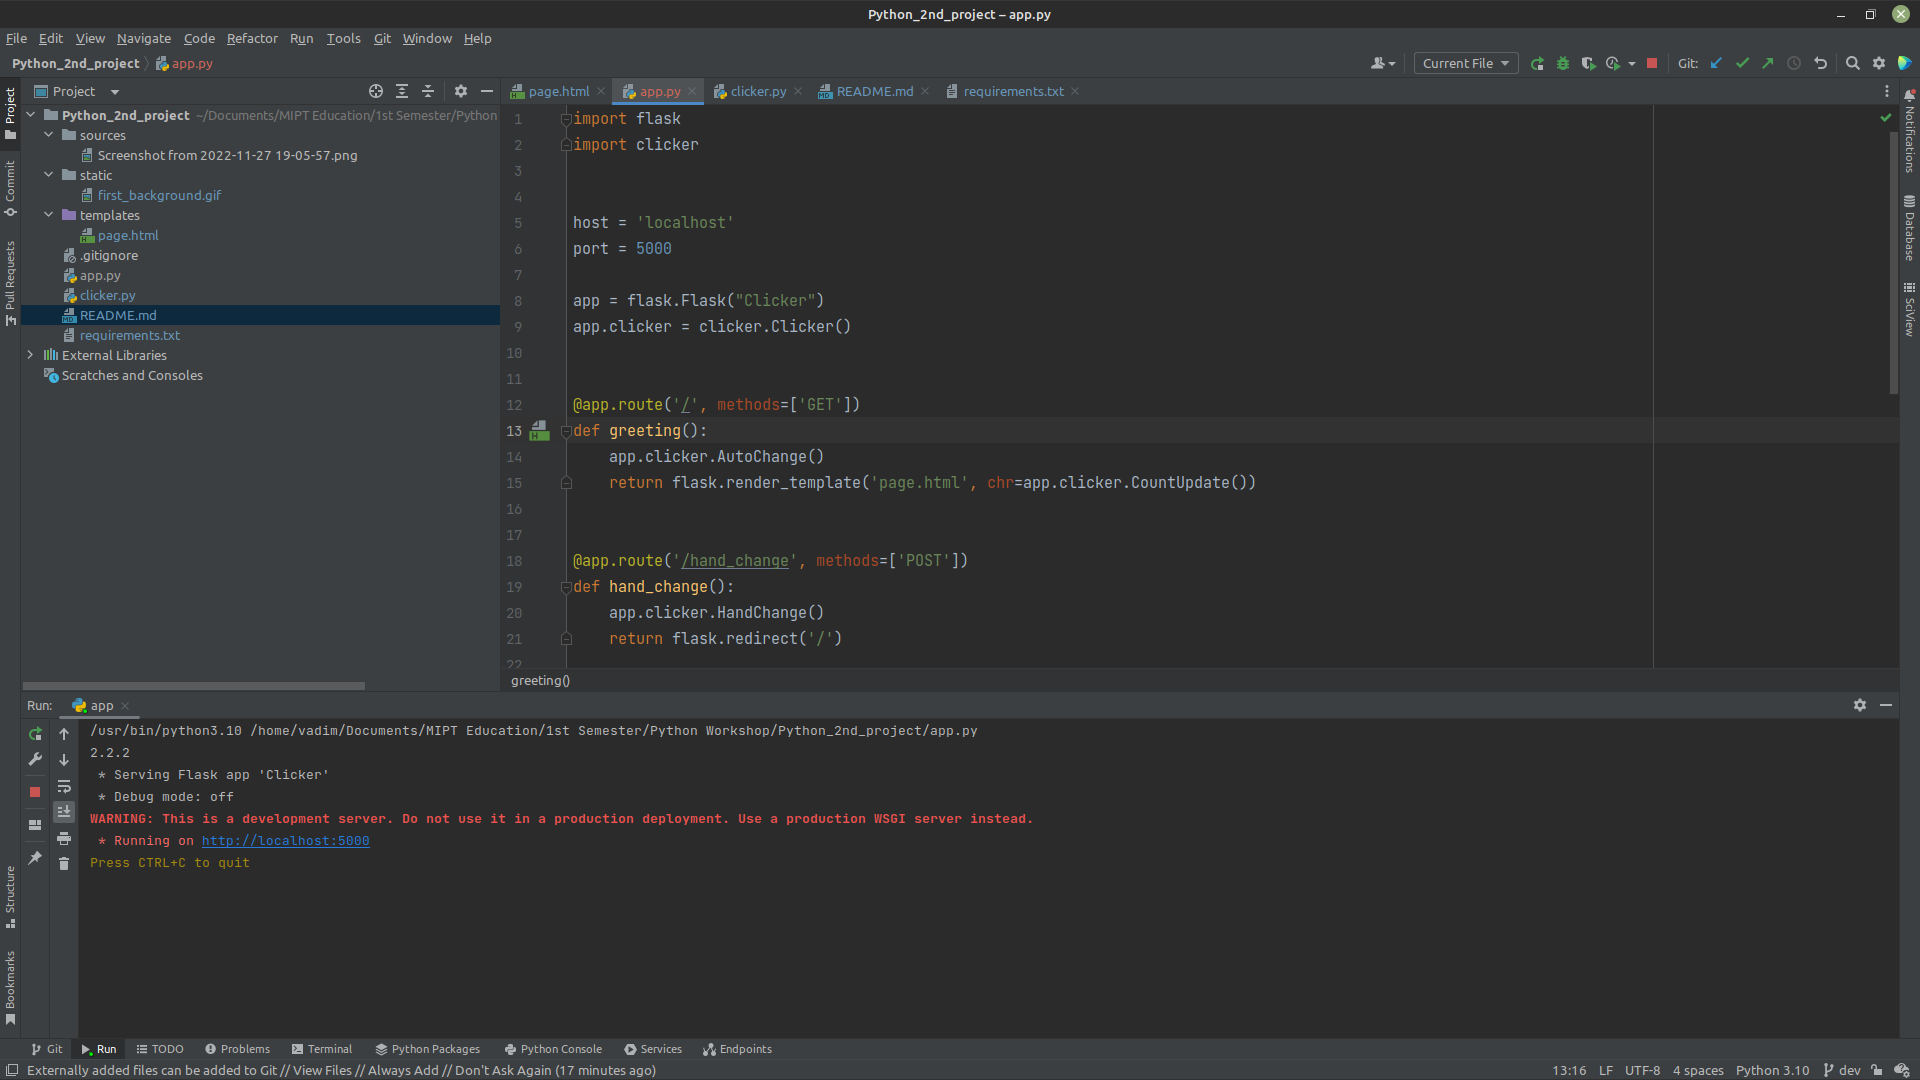 Python_2nd_project – app.py
File Edit View Navigate Code Refactor Run Tools Git Window Help
Python_2nd_project app.py Current File Git:
Project
Commit
Pull Requests
Structure
Bookmarks
Project
Python_2nd_project ~/Documents/MIPT Education/1st Semester/Python
sources
Screenshot from 2022-11-27 19-05-57.png
static
first_background.gif
templates
page.html
.gitignore
app.py
clicker.py
README.md
requirements.txt
External Libraries
Scratches and Consoles
page.html app.py clicker.py README.md requirements.txt
1 import flask
2 import clicker
3
4
5 host = 'localhost'
6 port = 5000
7
8 app = flask.Flask("Clicker")
9 app.clicker = clicker.Clicker()
10
11
12 @app.route('/', methods=['GET'])
13 def greeting():
14 app.clicker.AutoChange()
15 return flask.render_template('page.html', chr=app.clicker.CountUpdate())
16
17
18 @app.route('/hand_change', methods=['POST'])
19 def hand_change():
20 app.clicker.HandChange()
21 return flask.redirect('/')
22
greeting()
Notifications
Database
SciView
Run: app
/usr/bin/python3.10 /home/vadim/Documents/MIPT Education/1st Semester/Python Workshop/Python_2nd_project/app.py
2.2.2
* Serving Flask app 'Clicker'
* Debug mode: off
WARNING: This is a development server. Do not use it in a production deployment. Use a production WSGI server instead.
* Running on http://localhost:5000
Press CTRL+C to quit
Git Run TODO Problems Terminal Python Packages Python Console Services Endpoints
Externally added files can be added to Git // View Files // Always Add // Don't Ask Again (17 minutes ago) 13:16 LF UTF-8 4 spaces Python 3.10 dev